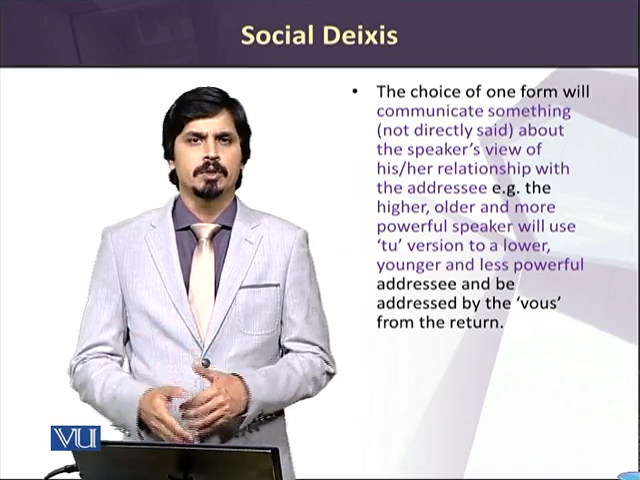 Social Deixis
• The choice of one form will
communicate something
(not directly said) about
the speaker's view of
his/her relationship with
the addressee e.g. the
higher, older and more
powerful speaker will use
‘tu’ version to a lower,
younger and less powerful
addressee and be
addressed by the ‘vous’
from the return.
VU